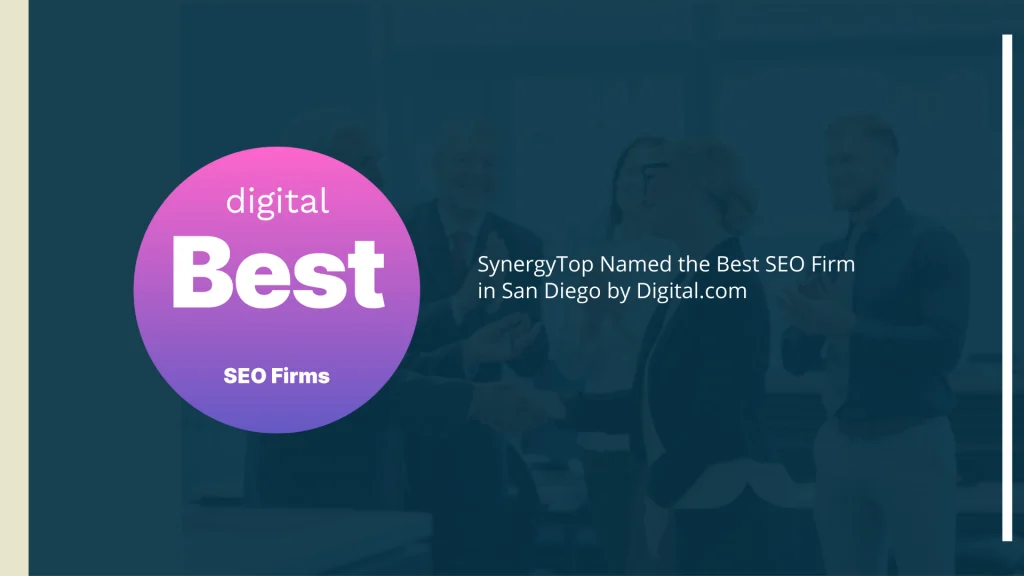 digital
Best
SEO Firms
SynergyTop Named the Best SEO Firm
in San Diego by Digital.com